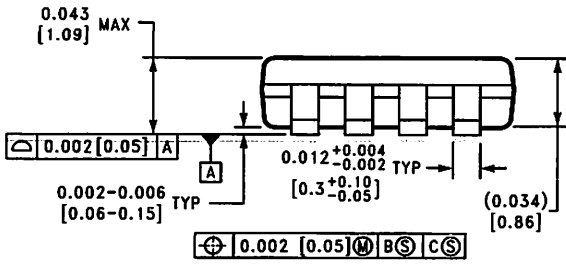 0.043 MAX
[1.09]
⌓ 0.002 [0.05] A
A
0.002-0.006 TYP
[0.06-0.15]
0.012 +0.004 -0.002 TYP
[0.3 +0.10 -0.05]
(0.034)
[0.86]
⌖ 0.002 [0.05] Ⓜ B Ⓢ C Ⓢ